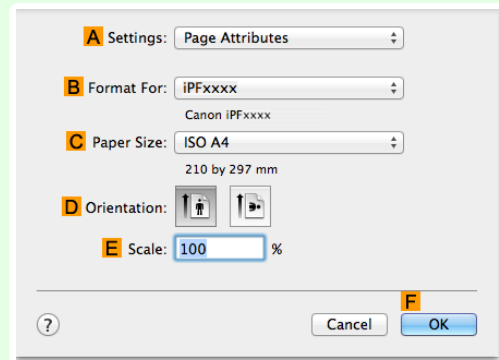 A Settings: Page Attributes
B Format For: iPFxxxx
Canon iPFxxxx
C Paper Size: ISO A4
210 by 297 mm
D Orientation:
E Scale: 100 %
F
? Cancel OK